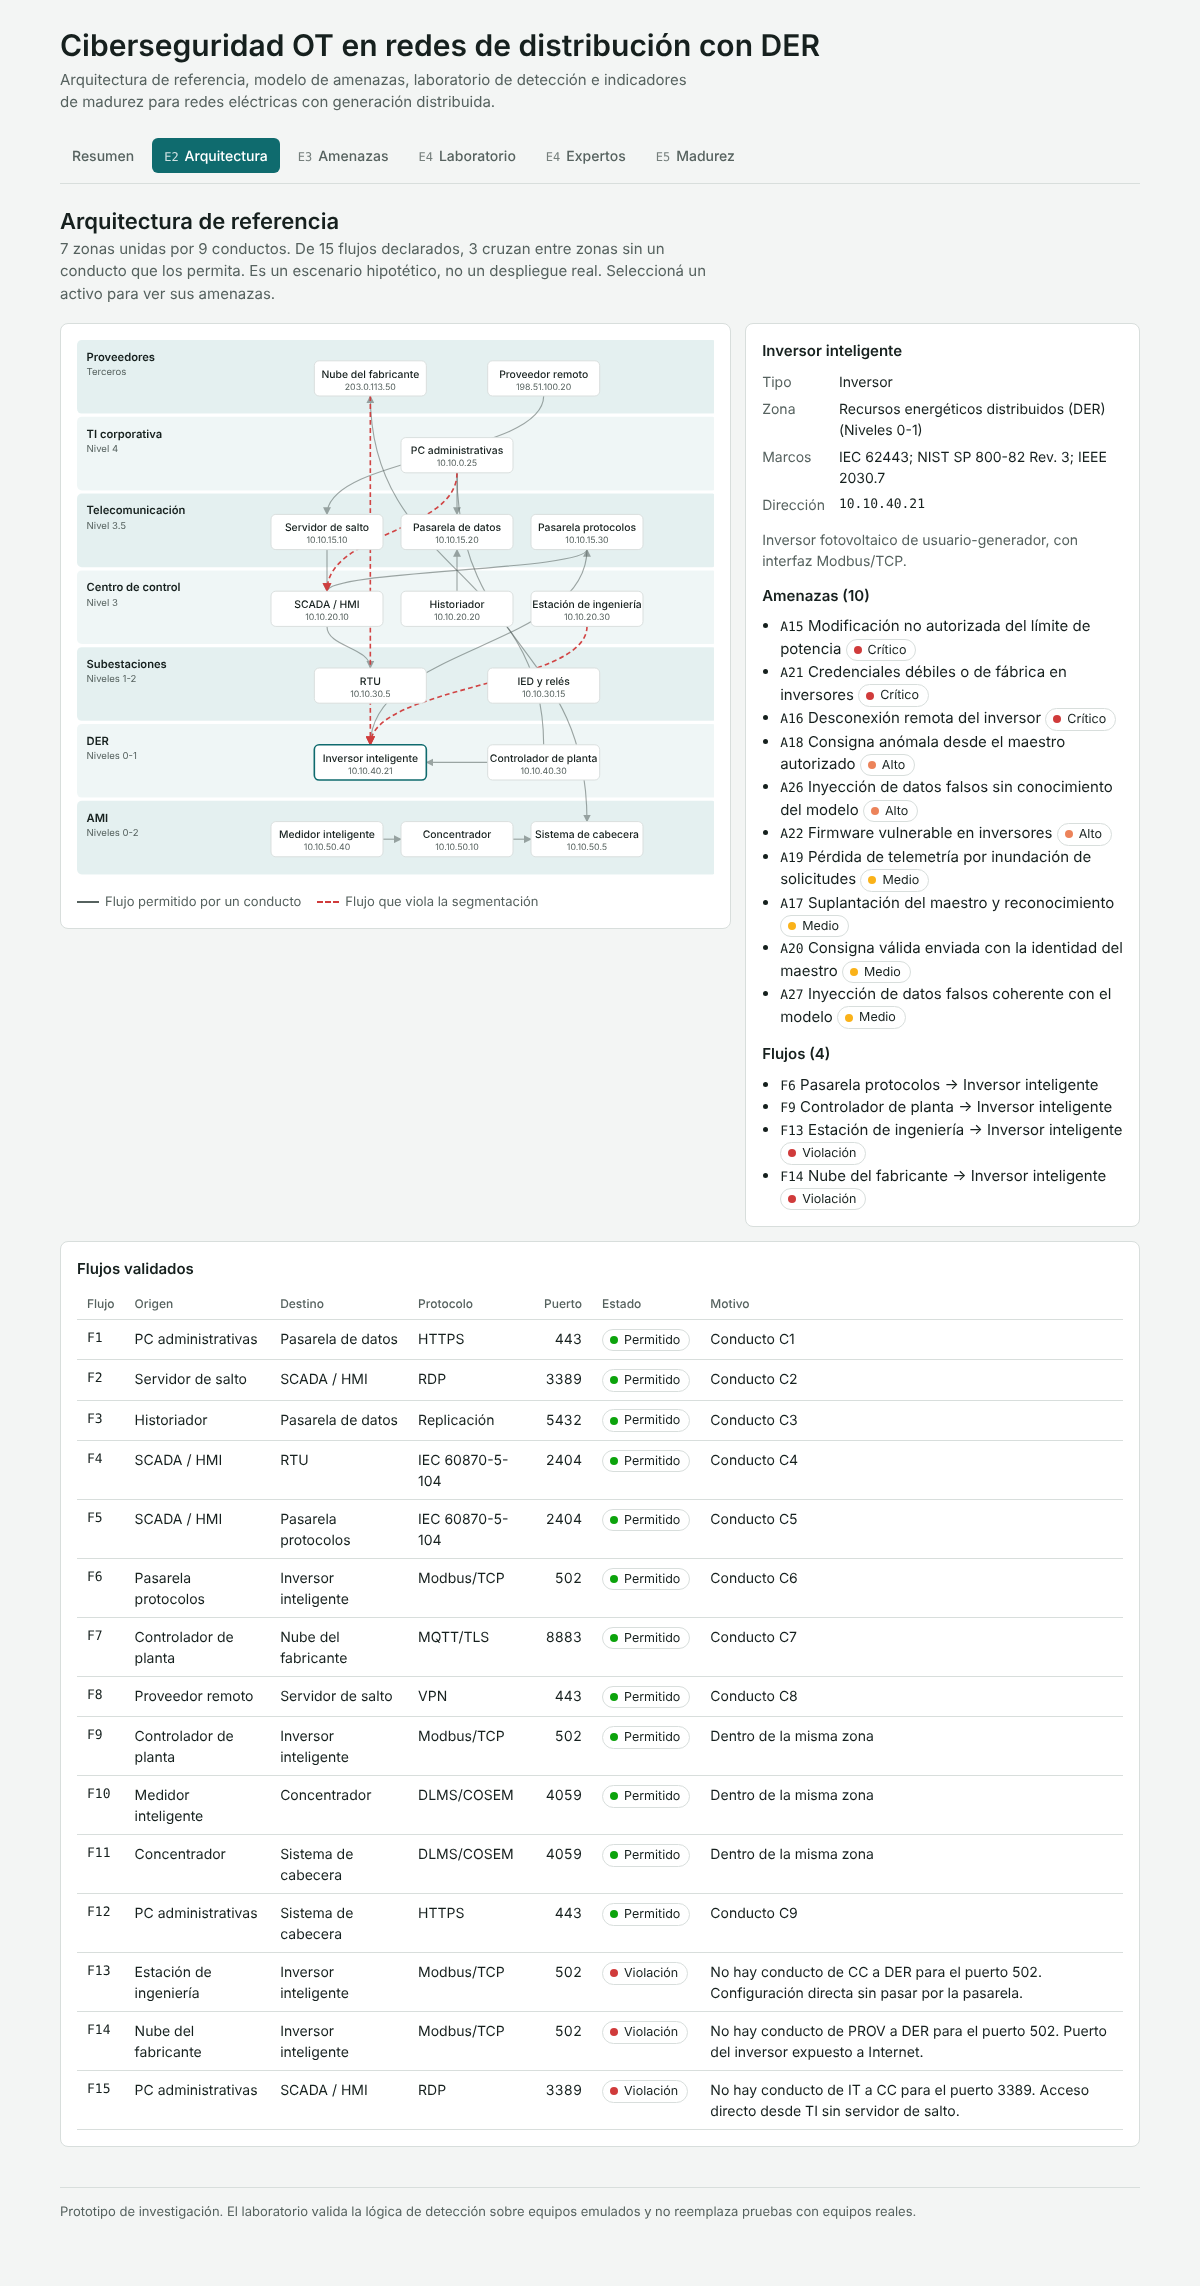 Ciberseguridad OT en redes de distribución con DER
Arquitectura de referencia, modelo de amenazas, laboratorio de detección e indicadores
de madurez para redes eléctricas con generación distribuida.
Resumen
E2 Arquitectura
E3 Amenazas
E4 Laboratorio
E4 Expertos
E5 Madurez
Arquitectura de referencia
7 zonas unidas por 9 conductos. De 15 flujos declarados, 3 cruzan entre zonas sin un
conducto que los permita. Es un escenario hipotético, no un despliegue real. Seleccioná un
activo para ver sus amenazas.
Proveedores
Terceros
Nube del fabricante
203.0.113.50
Proveedor remoto
198.51.100.20
TI corporativa
Nivel 4
PC administrativas
10.10.0.25
Telecomunicación
Nivel 3.5
Servidor de salto
10.10.15.10
Pasarela de datos
10.10.15.20
Pasarela protocolos
10.10.15.30
Centro de control
Nivel 3
SCADA / HMI
10.10.20.10
Historiador
10.10.20.20
Estación de ingeniería
10.10.20.30
Subestaciones
Niveles 1-2
RTU
10.10.30.5
IED y relés
10.10.30.15
DER
Niveles 0-1
Inversor inteligente
10.10.40.21
Controlador de planta
10.10.40.30
AMI
Niveles 0-2
Medidor inteligente
10.10.50.40
Concentrador
10.10.50.10
Sistema de cabecera
10.10.50.5
Flujo permitido por un conducto
Flujo que viola la segmentación
Inversor inteligente
Tipo Inversor
Zona Recursos energéticos distribuidos (DER)
(Niveles 0-1)
Marcos IEC 62443; NIST SP 800-82 Rev. 3; IEEE
2030.7
Dirección 10.10.40.21
Inversor fotovoltaico de usuario-generador, con
interfaz Modbus/TCP.
Amenazas (10)
• A15 Modificación no autorizada del límite de
potencia Crítico
• A21 Credenciales débiles o de fábrica en
inversores Crítico
• A16 Desconexión remota del inversor Crítico
• A18 Consigna anómala desde el maestro
autorizado Alto
• A26 Inyección de datos falsos sin conocimiento
del modelo Alto
• A22 Firmware vulnerable en inversores Alto
• A19 Pérdida de telemetría por inundación de
solicitudes Medio
• A17 Suplantación del maestro y reconocimiento
Medio
• A20 Consigna válida enviada con la identidad del
maestro Medio
• A27 Inyección de datos falsos coherente con el
modelo Medio
Flujos (4)
• F6 Pasarela protocolos → Inversor inteligente
• F9 Controlador de planta → Inversor inteligente
• F13 Estación de ingeniería → Inversor inteligente
Violación
• F14 Nube del fabricante → Inversor inteligente
Violación
Flujos validados
Flujo Origen Destino Protocolo Puerto Estado Motivo
F1 PC administrativas Pasarela de datos HTTPS 443 Permitido Conducto C1
F2 Servidor de salto SCADA / HMI RDP 3389 Permitido Conducto C2
F3 Historiador Pasarela de datos Replicación 5432 Permitido Conducto C3
F4 SCADA / HMI RTU IEC 60870-5- 2404 Permitido Conducto C4
104
F5 SCADA / HMI Pasarela IEC 60870-5- 2404 Permitido Conducto C5
protocolos 104
F6 Pasarela Inversor Modbus/TCP 502 Permitido Conducto C6
protocolos inteligente
F7 Controlador de Nube del MQTT/TLS 8883 Permitido Conducto C7
planta fabricante
F8 Proveedor remoto Servidor de salto VPN 443 Permitido Conducto C8
F9 Controlador de Inversor Modbus/TCP 502 Permitido Dentro de la misma zona
planta inteligente
F10 Medidor Concentrador DLMS/COSEM 4059 Permitido Dentro de la misma zona
inteligente
F11 Concentrador Sistema de DLMS/COSEM 4059 Permitido Dentro de la misma zona
cabecera
F12 PC administrativas Sistema de HTTPS 443 Permitido Conducto C9
cabecera
F13 Estación de Inversor Modbus/TCP 502 Violación No hay conducto de CC a DER para el puerto 502.
ingeniería inteligente Configuración directa sin pasar por la pasarela.
F14 Nube del Inversor Modbus/TCP 502 Violación No hay conducto de PROV a DER para el puerto 502. Puerto
fabricante inteligente del inversor expuesto a Internet.
F15 PC administrativas SCADA / HMI RDP 3389 Violación No hay conducto de IT a CC para el puerto 3389. Acceso
directo desde TI sin servidor de salto.
Prototipo de investigación. El laboratorio valida la lógica de detección sobre equipos emulados y no reemplaza pruebas con equipos reales.